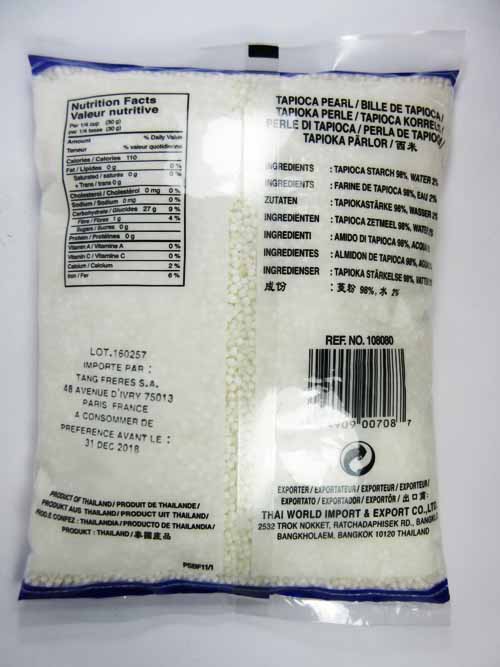 Nutrition Facts
Valeur nutritive
Per 1/4 cup (30 g)
par 1/4 tasse (30 g)
Amount % Daily Value
Teneur % valeur quotidienne
Calories / Calories 110
Fat / Lipides 0 g 0 %
Saturated / saturés 0 g 0 %
+ Trans / trans 0 g
Cholesterol / Cholestérol 0 mg 0 %
Sodium / Sodium 0 mg 0 %
Carbohydrate / Glucides 27 g 9 %
Fibre / Fibres 1 g 4 %
Sugars / Sucres 0 g
Protein / Protéines 0 g
Vitamin A / Vitamine A 0 %
Vitamin C / Vitamine C 0 %
Calcium / Calcium 2 %
Iron / Fer 6 %
TAPIOCA PEARL / BILLE DE TAPIOCA /
TAPIOKA PERLE / TAPIOCA KORREL /
PERLE DI TAPIOCA / PERLA DE TAPIOCA /
TAPIOKA PÄRLOR / 西米
INGREDIENTS : TAPIOCA STARCH 98%, WATER 2%
INGREDIENTS : FARINE DE TAPIOCA 98%, EAU 2%
ZUTATEN : TAPIOKASTÄRKE 98%, WASSER 2%
INGREDIËNTEN : TAPIOCA ZETMEEL 98%, WATER 2%
INGREDIENTI : AMIDO DI TAPIOCA 98%, ACQUA
INGREDIENTES : ALMIDON DE TAPIOCA 98%, AGUA
INGREDIENSER : TAPIOKA STÄRKELSE 98%,
成份 : 菱粉 98%, 水 2%
LOT.160257
IMPORTE PAR :
TANG FRERES S.A.
48 AVENUE D'IVRY 75013
PARIS FRANCE
A CONSOMMER DE
PREFERENCE AVANT LE :
31 DEC 2018
REF. NO. 108080
909 00708 7
EXPORTER / EXPORTATEUR / EXPORTEUR / EXPORTEUR /
EXPORTATO / EXPORTADOR / EXPORTÖR / 出口商 :
THAI WORLD IMPORT & EXPORT CO.,LTD.
2532 TROK NOKKET, RATCHADAPHISEK RD.,
BANGKHOLAEM, BANGKOK 10120 THAILAND
PRODUCT OF THAILAND / PRODUIT DE THAILANDE /
PRODUKT AUS THAILAND / PRODUCT UIT THAILAND /
PROD.E CONFEZ : THAILANDIA / PRODUCTO DE THAILANDIA /
PRODUKT : THAILAND / 泰國產品